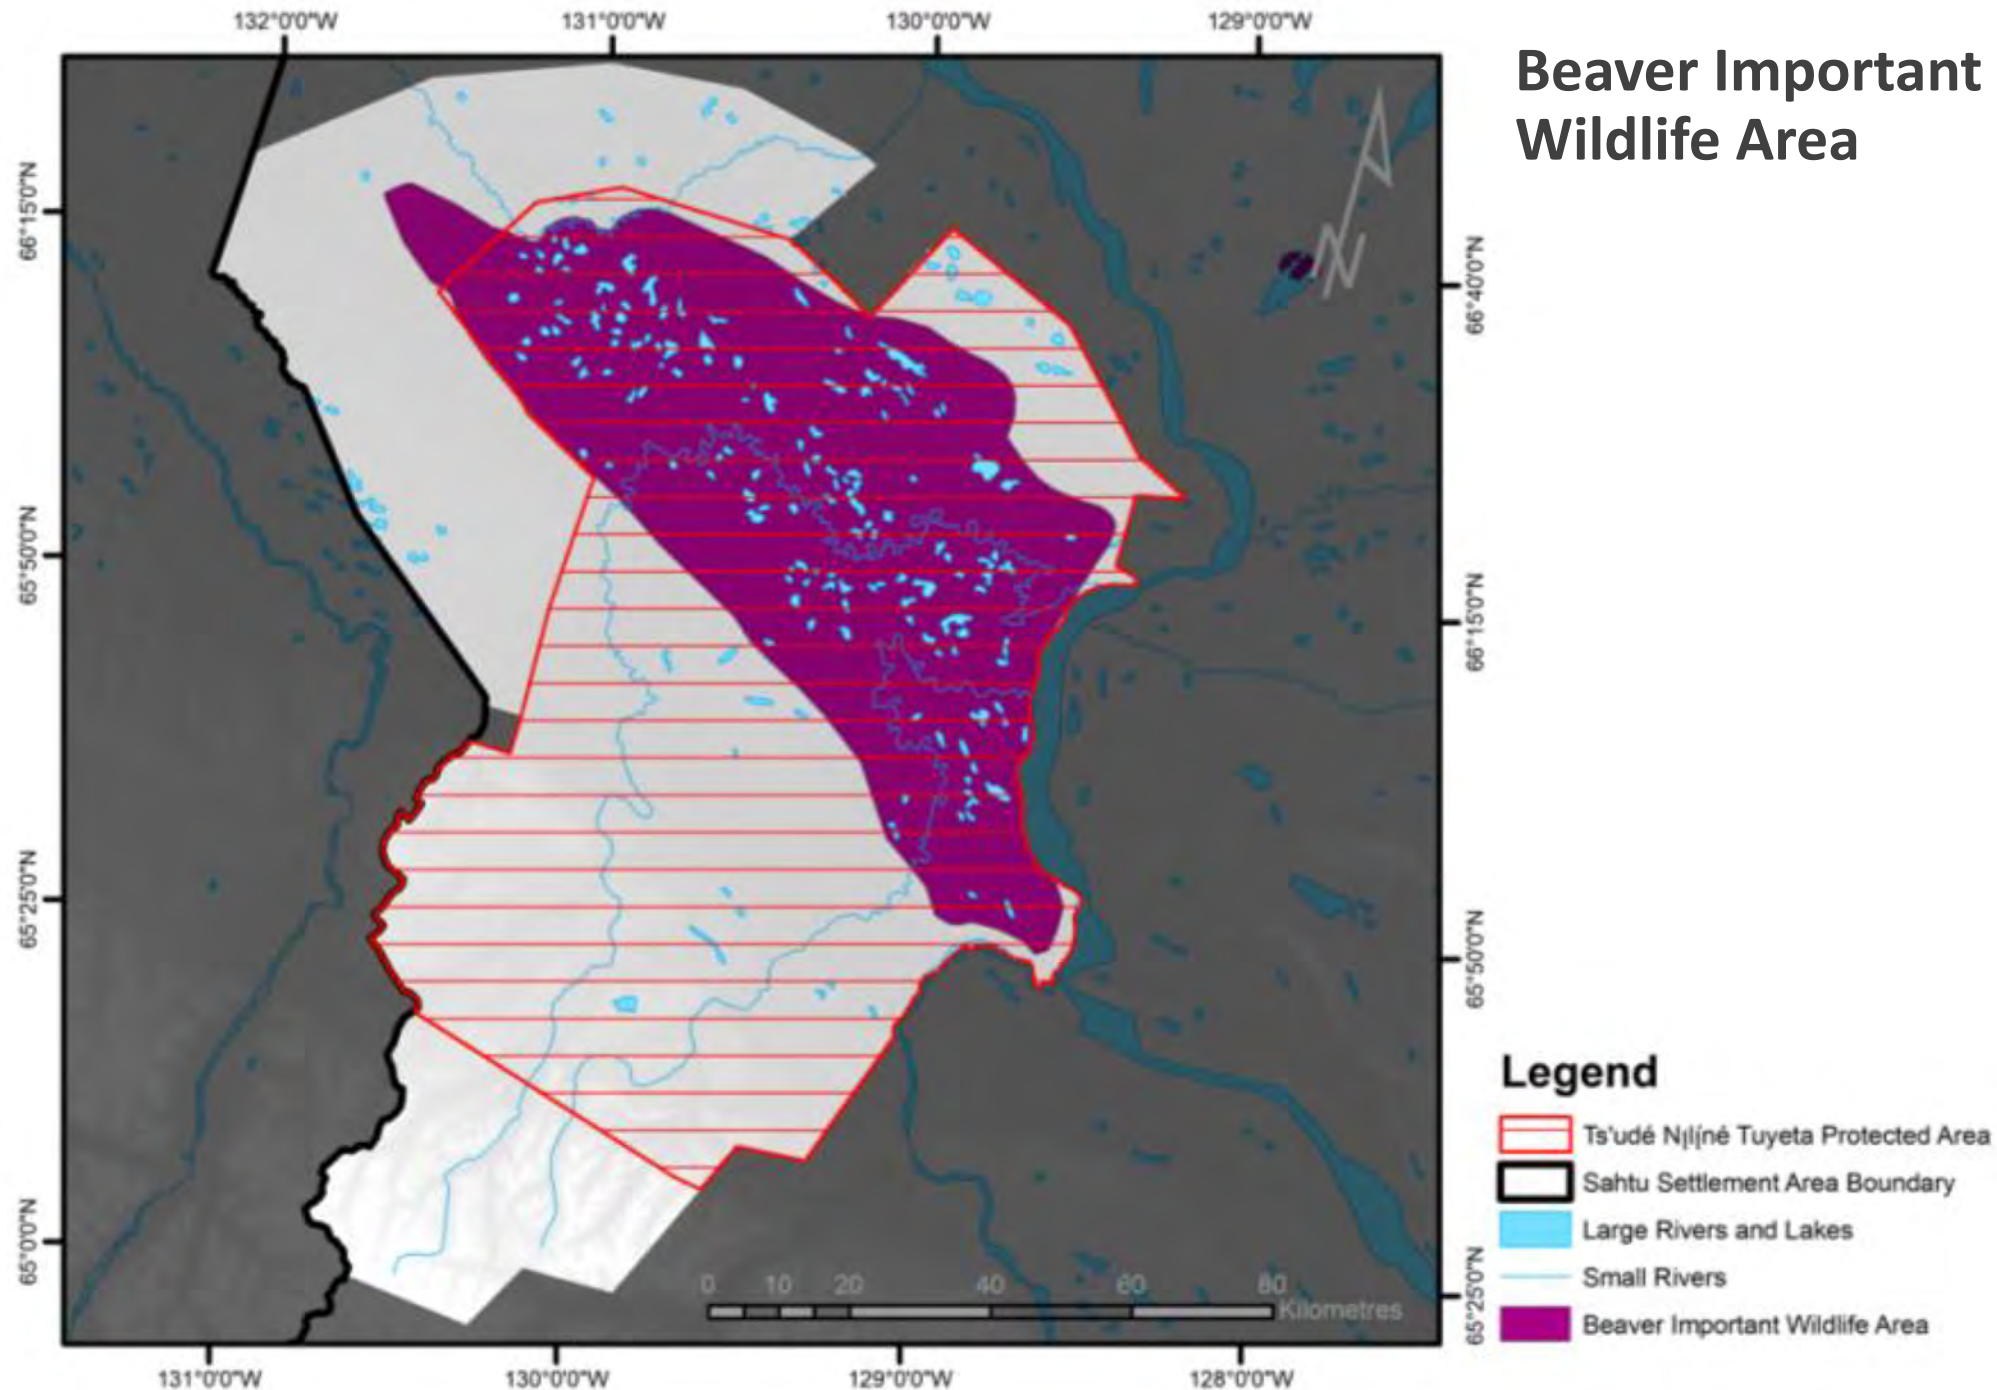 132°0'0"W 131°0'0"W 130°0'0"W 129°0'0"W
Beaver Important
Wildlife Area
66°15'0"N
65°50'0"N
65°25'0"N
65°0'0"N
N
66°40'0"N
66°15'0"N
65°50'0"N
65°25'0"N
0 10 20 40 60 80
Kilometres
131°0'0"W 130°0'0"W 129°0'0"W 128°0'0"W
Legend
Ts'udé Nı̨lı̨́né Tuyeta Protected Area
Sahtu Settlement Area Boundary
Large Rivers and Lakes
Small Rivers
Beaver Important Wildlife Area